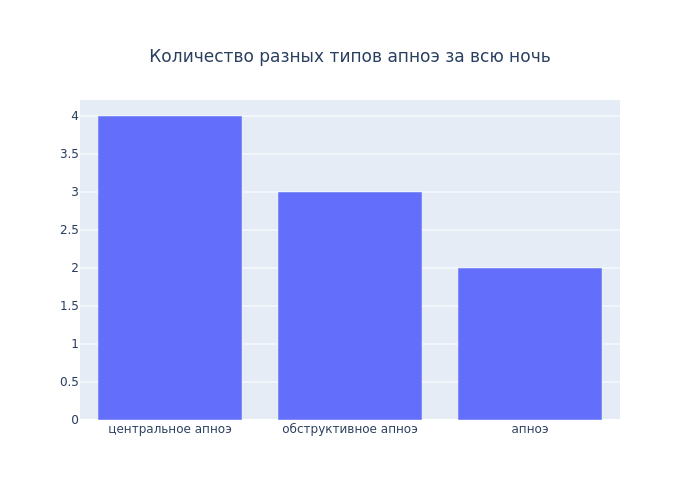 Количество разных типов апноэ за всю ночь
4
3.5
3
2.5
2
1.5
1
0.5
0
центральное апноэ
обструктивное апноэ
апноэ